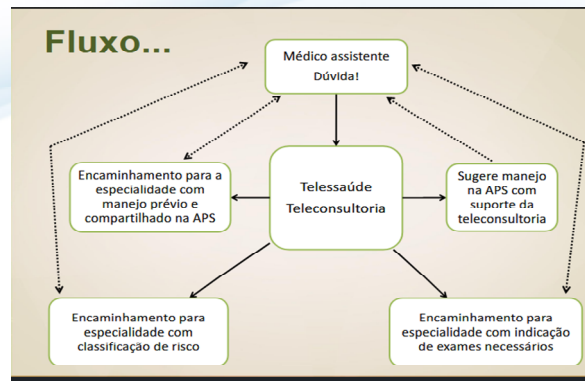 Fluxo...
Médico assistente
Dúvida!
Encaminhamento para a
especialidade com
manejo prévio e
compartilhado na APS
Telessaúde
Teleconsultoria
Sugere manejo
na APS com
suporte da
teleconsultoria
Encaminhamento para
especialidade com
classificação de risco
Encaminhamento para
especialidade com indicação
de exames necessários